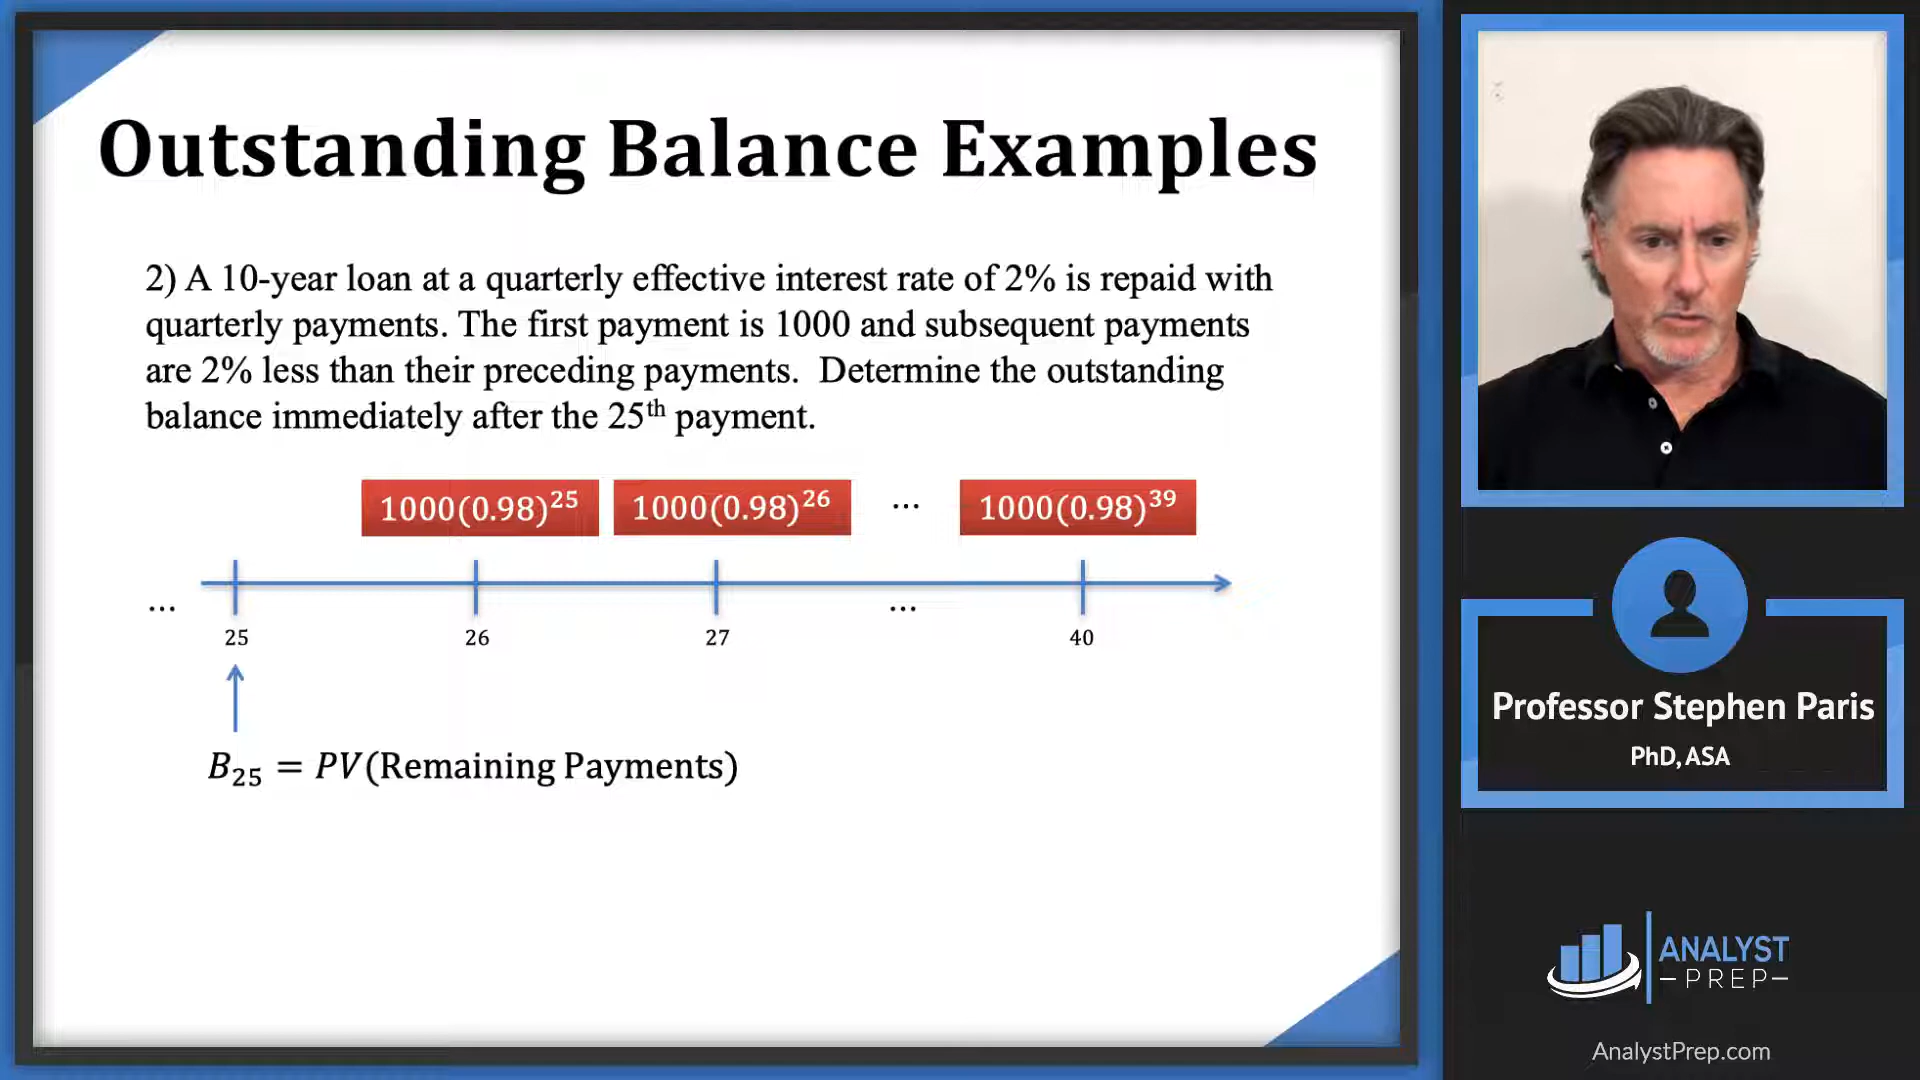 Outstanding Balance Examples
2) A 10-year loan at a quarterly effective interest rate of 2% is repaid with
quarterly payments. The first payment is 1000 and subsequent payments
are 2% less than their preceding payments. Determine the outstanding
balance immediately after the 25th payment.
1000(0.98)^25 1000(0.98)^26 ... 1000(0.98)^39
... ...
25 26 27 40
B_25 = PV(Remaining Payments)
Professor Stephen Paris
PhD, ASA
ANALYST
PREP
AnalystPrep.com